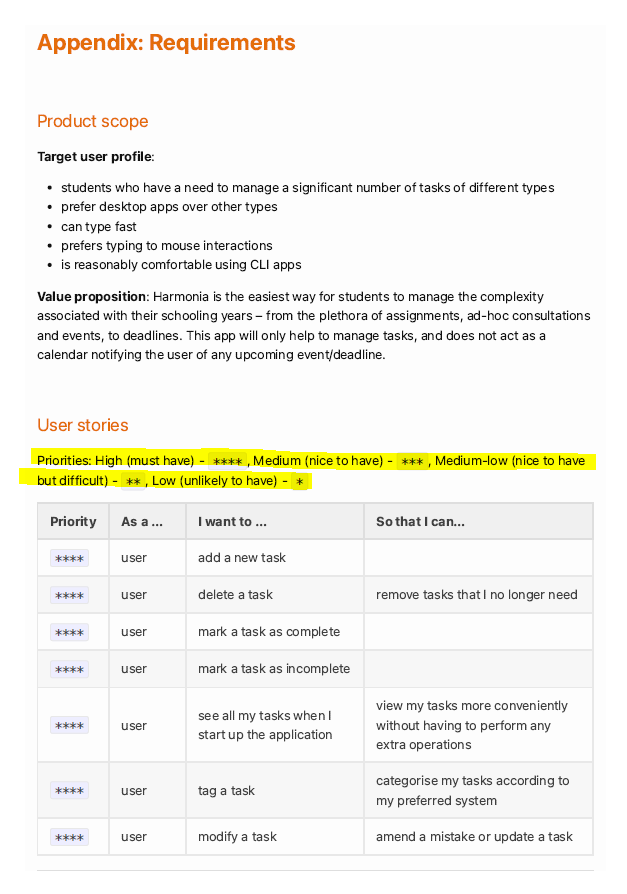 Appendix: Requirements
Product scope
Target user profile:
• students who have a need to manage a significant number of tasks of different types
• prefer desktop apps over other types
• can type fast
• prefers typing to mouse interactions
• is reasonably comfortable using CLI apps
Value proposition: Harmonia is the easiest way for students to manage the complexity
associated with their schooling years – from the plethora of assignments, ad-hoc consultations
and events, to deadlines. This app will only help to manage tasks, and does not act as a
calendar notifying the user of any upcoming event/deadline.
User stories
Priorities: High (must have) - ****, Medium (nice to have) - ***, Medium-low (nice to have
but difficult) - **, Low (unlikely to have) - *
Priority As a ... I want to ... So that I can...
**** user add a new task
**** user delete a task remove tasks that I no longer need
**** user mark a task as complete
**** user mark a task as incomplete
**** user see all my tasks when I
start up the application
view my tasks more conveniently
without having to perform any
extra operations
**** user tag a task categorise my tasks according to
my preferred system
**** user modify a task amend a mistake or update a task